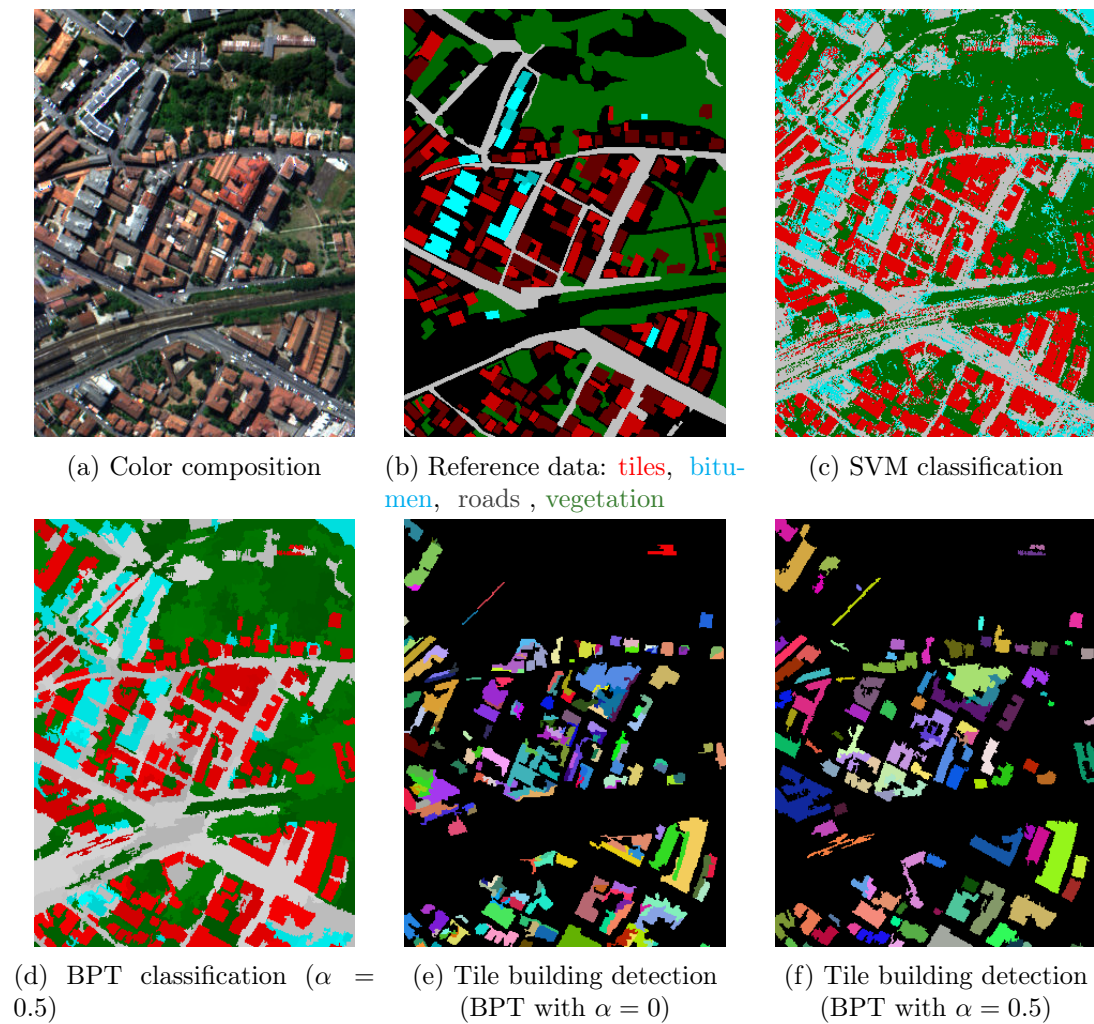 (a) Color composition
(b) Reference data: tiles, bitu-
men, roads , vegetation
(c) SVM classification
(d) BPT classification (α =
0.5)
(e) Tile building detection
(BPT with α = 0)
(f) Tile building detection
(BPT with α = 0.5)